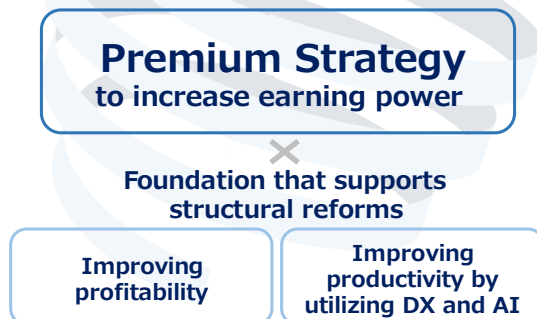 Premium Strategy
to increase earning power
×
Foundation that supports
structural reforms
Improving
profitability
Improving
productivity by
utilizing DX and AI